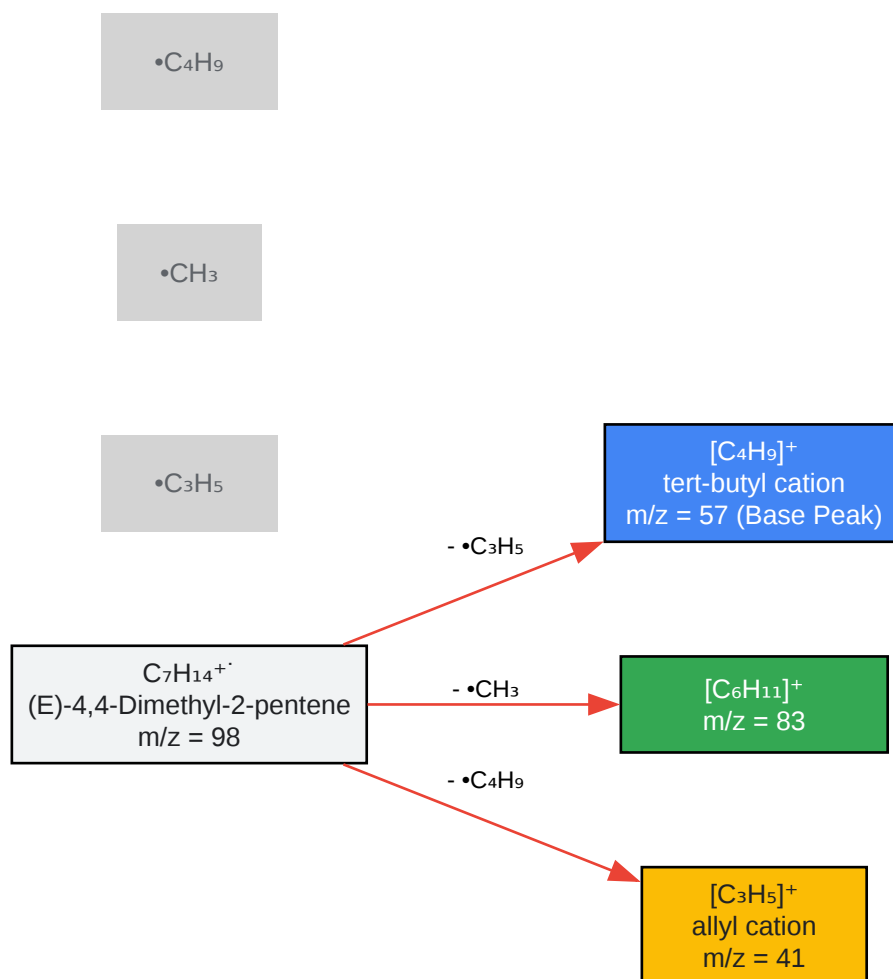 •C₄H₉
•CH₃
•C₃H₅
[C₄H₉]⁺
tert-butyl cation
m/z = 57 (Base Peak)
- •C₃H₅
C₇H₁₄⁺˙
(E)-4,4-Dimethyl-2-pentene
m/z = 98
- •CH₃
[C₆H₁₁]⁺
m/z = 83
- •C₄H₉
[C₃H₅]⁺
allyl cation
m/z = 41